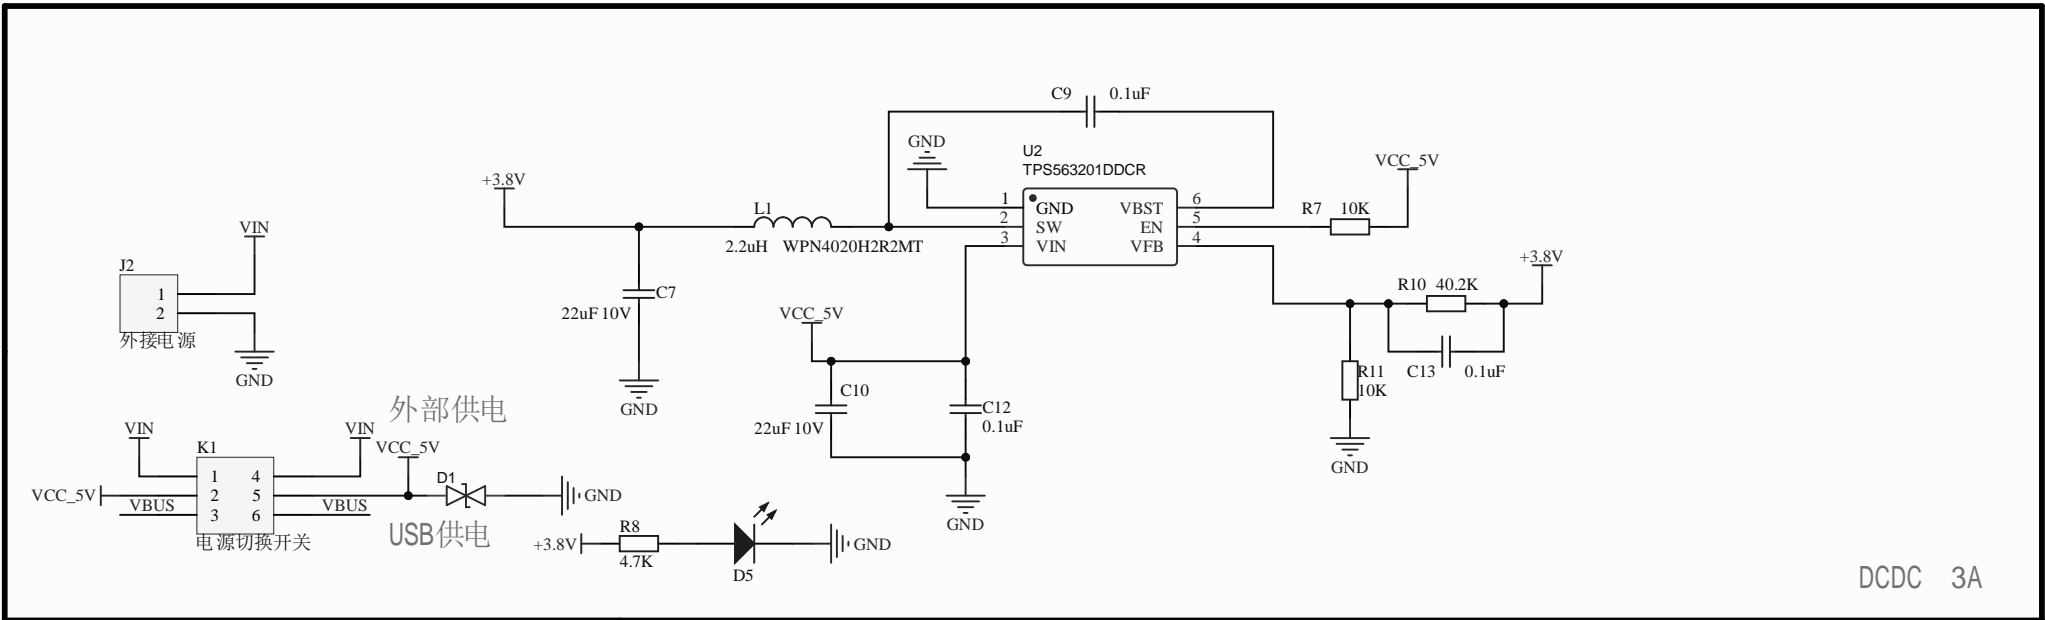 C9 0.1uF
GND
U2
TPS563201DDCR
VCC_5V
+3.8V
1 GND VBST 6
2 SW EN 5
3 VIN VFB 4
R7 10K
L1
2.2uH WPN4020H2R2MT
VIN
J2
1
2
外接电源
GND
C7
22uF 10V
GND
+3.8V
R10 40.2K
C13 0.1uF
R11
10K
GND
VCC_5V
C10
22uF 10V
C12
0.1uF
GND
外部供电
VIN VIN
K1
VCC_5V
1 4
VCC_5V 2 5
VBUS 3 6 VBUS
电源切换开关
D1
GND
USB供电
+3.8V
R8
4.7K
D5
GND
DCDC 3A